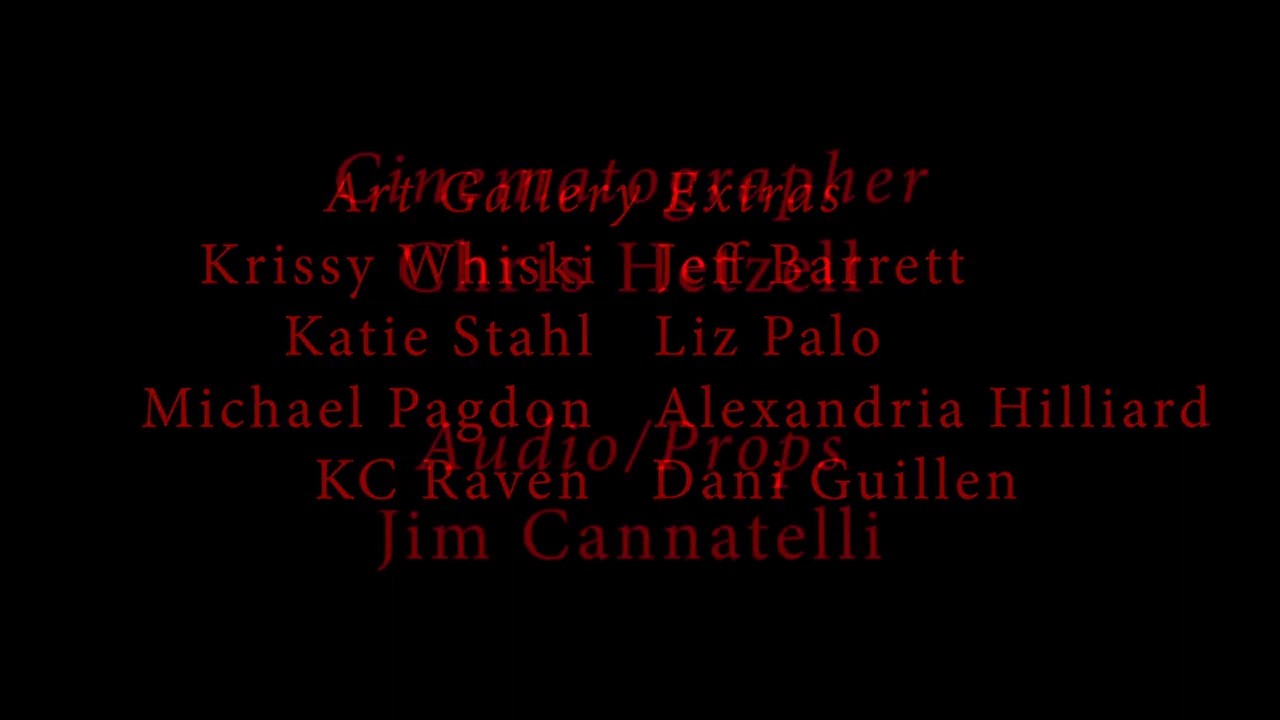 Cinematographer
Art Gallery Extras
Chris Hetzell
Krissy Whiski Jeff Barrett
Katie Stahl Liz Palo
Michael Pagdon Alexandria Hilliard
Audio/Props
KC Raven Dani Guillen
Jim Cannatelli